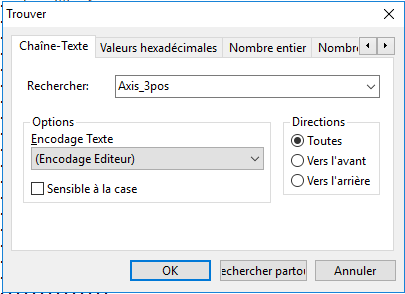 Trouver
Chaîne-Texte Valeurs hexadécimales Nombre entier Nombre
Rechercher: Axis_3pos
Options
Encodage Texte
(Encodage Editeur)
Sensible à la case
Directions
Toutes
Vers l'avant
Vers l'arrière
OK echercher partou Annuler